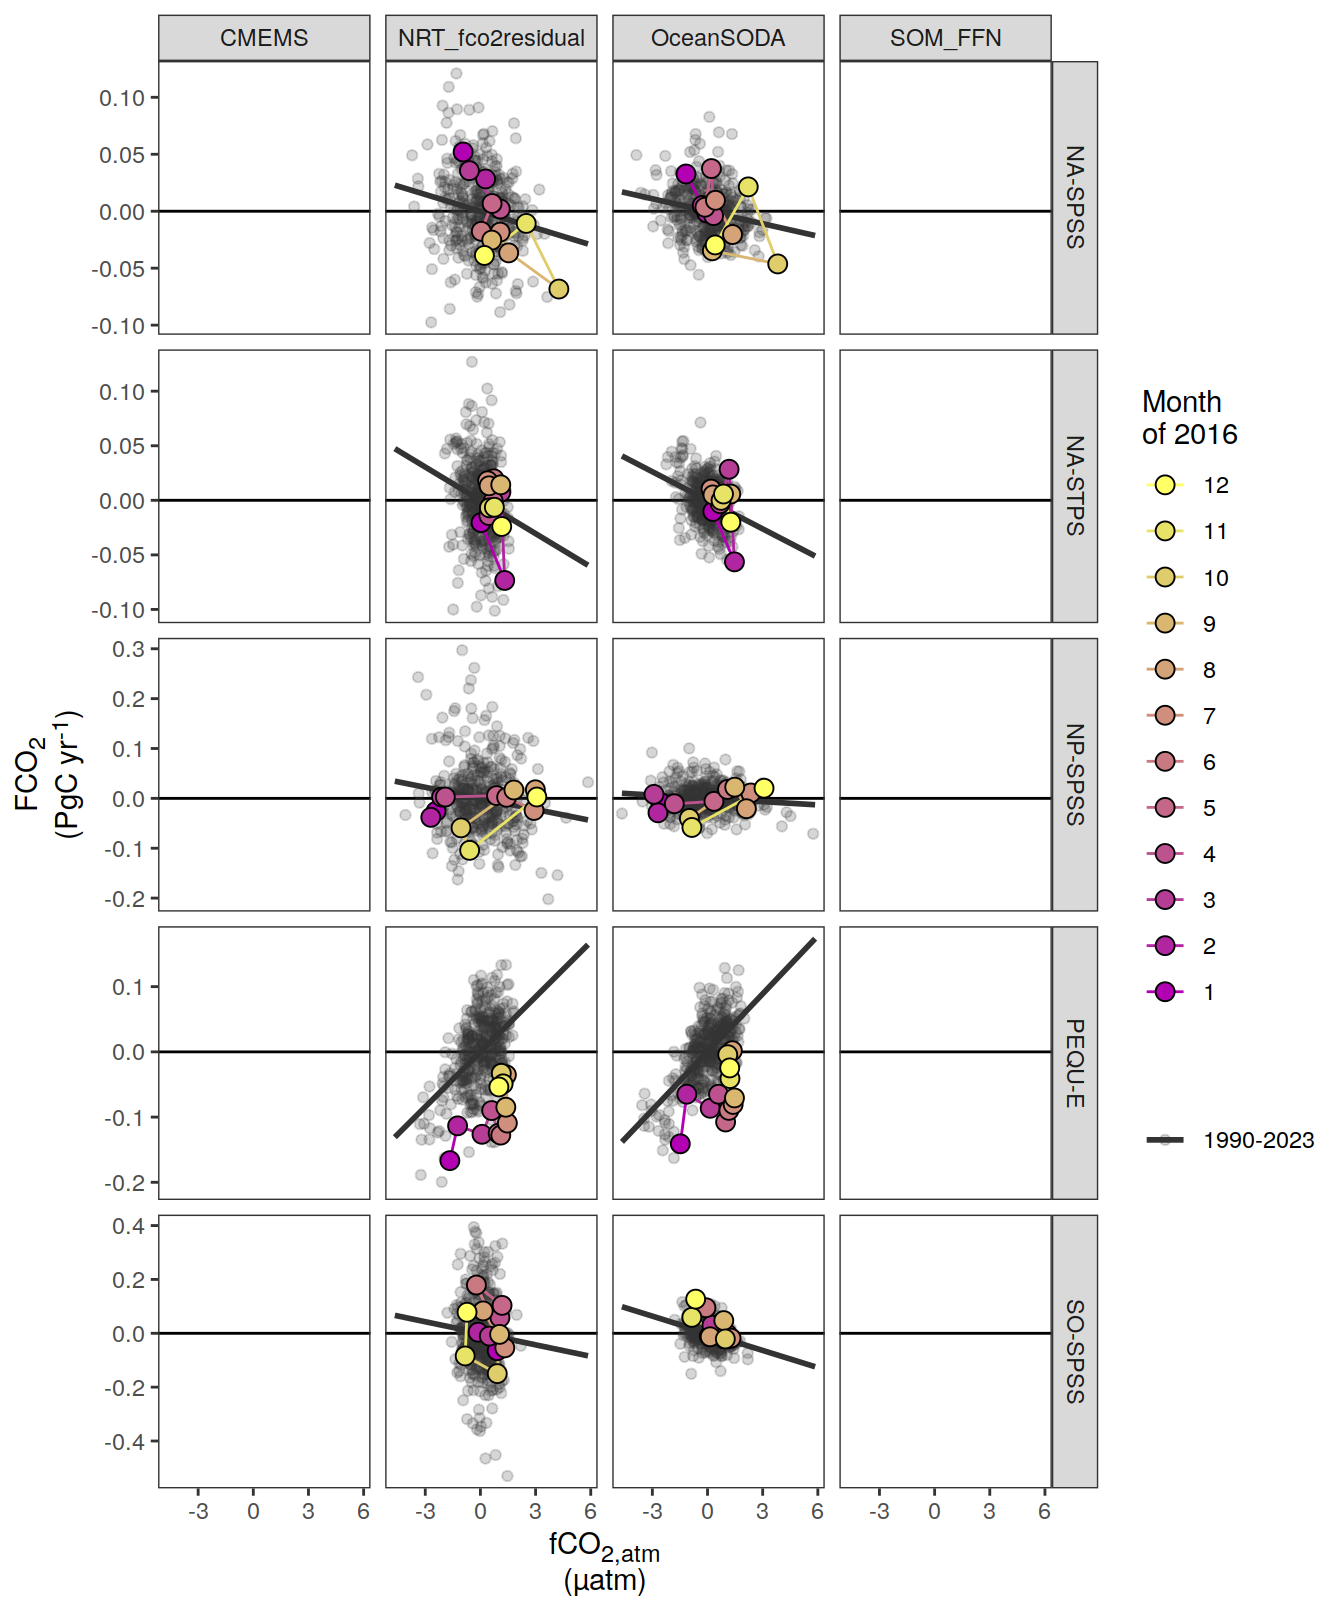 CMEMS NRT_fco2residual OceanSODA SOM_FFN
0.10
0.05
0.00
-0.05
-0.10
NA-SPSS
0.10
0.05
0.00
-0.05
-0.10
NA-STPS
0.3
0.2
0.1
0.0
-0.1
-0.2
NP-SPSS
0.1
0.0
-0.1
-0.2
PEQU-E
0.4
0.2
0.0
-0.2
-0.4
SO-SPSS
-3 0 3 6 -3 0 3 6 -3 0 3 6 -3 0 3 6
fCO2,atm
(µatm)
FCO2
(PgC yr-1)
Month
of 2016
12
11
10
9
8
7
6
5
4
3
2
1
1990-2023